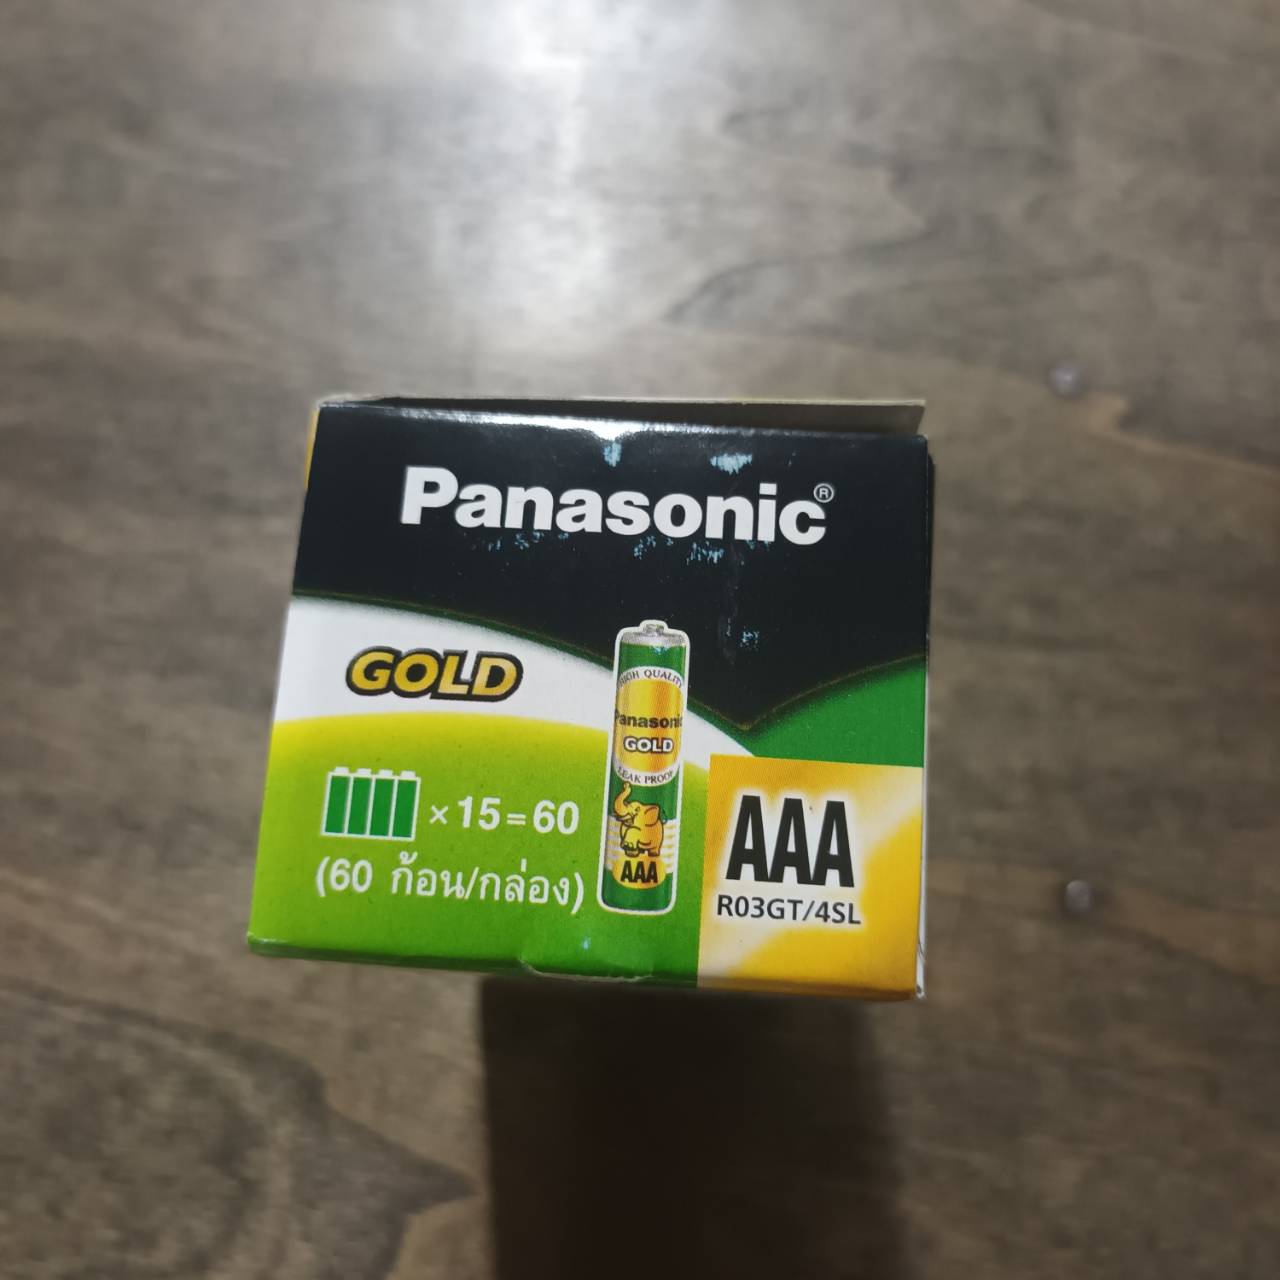 Panasonic®
GOLD
HIGH QUALITY
Panasonic
GOLD
LEAK PROOF
AAA
× 15 = 60
(60 ก้อน/กล่อง)
AAA
R03GT/4SL